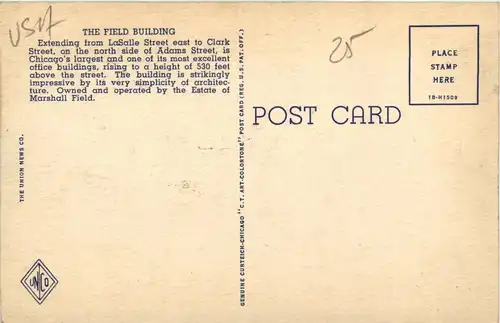 USA
25
THE FIELD BUILDING
Extending from LaSalle Street east to Clark
Street, on the north side of Adams Street, is
Chicago's largest and one of its most excellent
office buildings, rising to a height of 530 feet
above the street. The building is strikingly
impressive by its very simplicity of architec-
ture. Owned and operated by the Estate of
Marshall Field.
THE UNION NEWS CO.
UNCO
GENUINE CURTEICH-CHICAGO "C.T. ART-COLORTONE" POST CARD (REG. U.S. PAT. OFF.)
POST CARD
PLACE
STAMP
HERE
1B-H1509